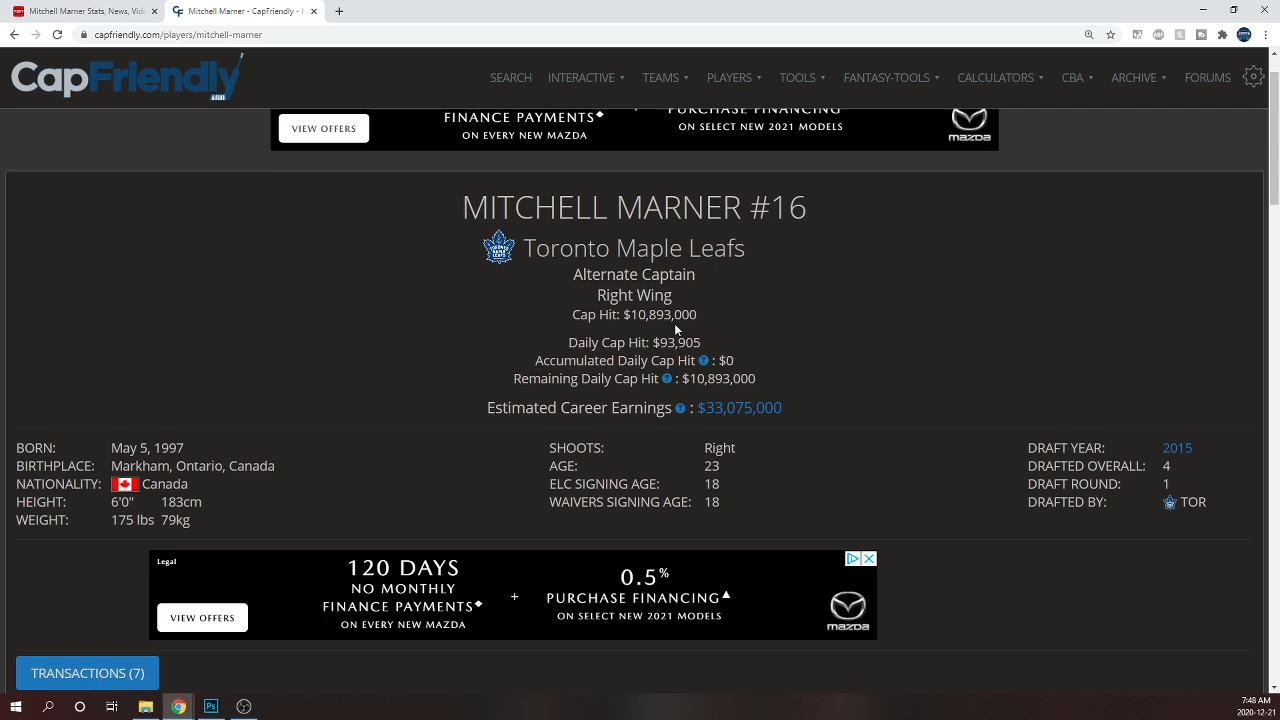 Mitchell Marner Stats, News, Vide
Mitchell Marner - CapFriendly -
capfriendly.com/players/mitchell-marner
CapFriendly
SEARCH INTERACTIVE TEAMS PLAYERS TOOLS FANTASY-TOOLS CALCULATORS CBA ARCHIVE FORUMS
FINANCE PAYMENTS
ON EVERY NEW MAZDA
VIEW OFFERS
PURCHASE FINANCING
ON SELECT NEW 2021 MODELS
mazda
MITCHELL MARNER #16
Toronto Maple Leafs
Alternate Captain
Right Wing
Cap Hit: $10,893,000
Daily Cap Hit: $93,905
Accumulated Daily Cap Hit ? : $0
Remaining Daily Cap Hit ? : $10,893,000
Estimated Career Earnings ? : $33,075,000
BORN: May 5, 1997
BIRTHPLACE: Markham, Ontario, Canada
NATIONALITY: Canada
HEIGHT: 6'0" 183cm
WEIGHT: 175 lbs 79kg
SHOOTS: Right
AGE: 23
ELC SIGNING AGE: 18
WAIVERS SIGNING AGE: 18
DRAFT YEAR: 2015
DRAFTED OVERALL: 4
DRAFT ROUND: 1
DRAFTED BY: TOR
Legal
120 DAYS
NO MONTHLY
FINANCE PAYMENTS
ON EVERY NEW MAZDA
VIEW OFFERS
+
0.5%
PURCHASE FINANCING
ON SELECT NEW 2021 MODELS
mazda
TRANSACTIONS (7)
Ps
7:48 AM
2020-12-21